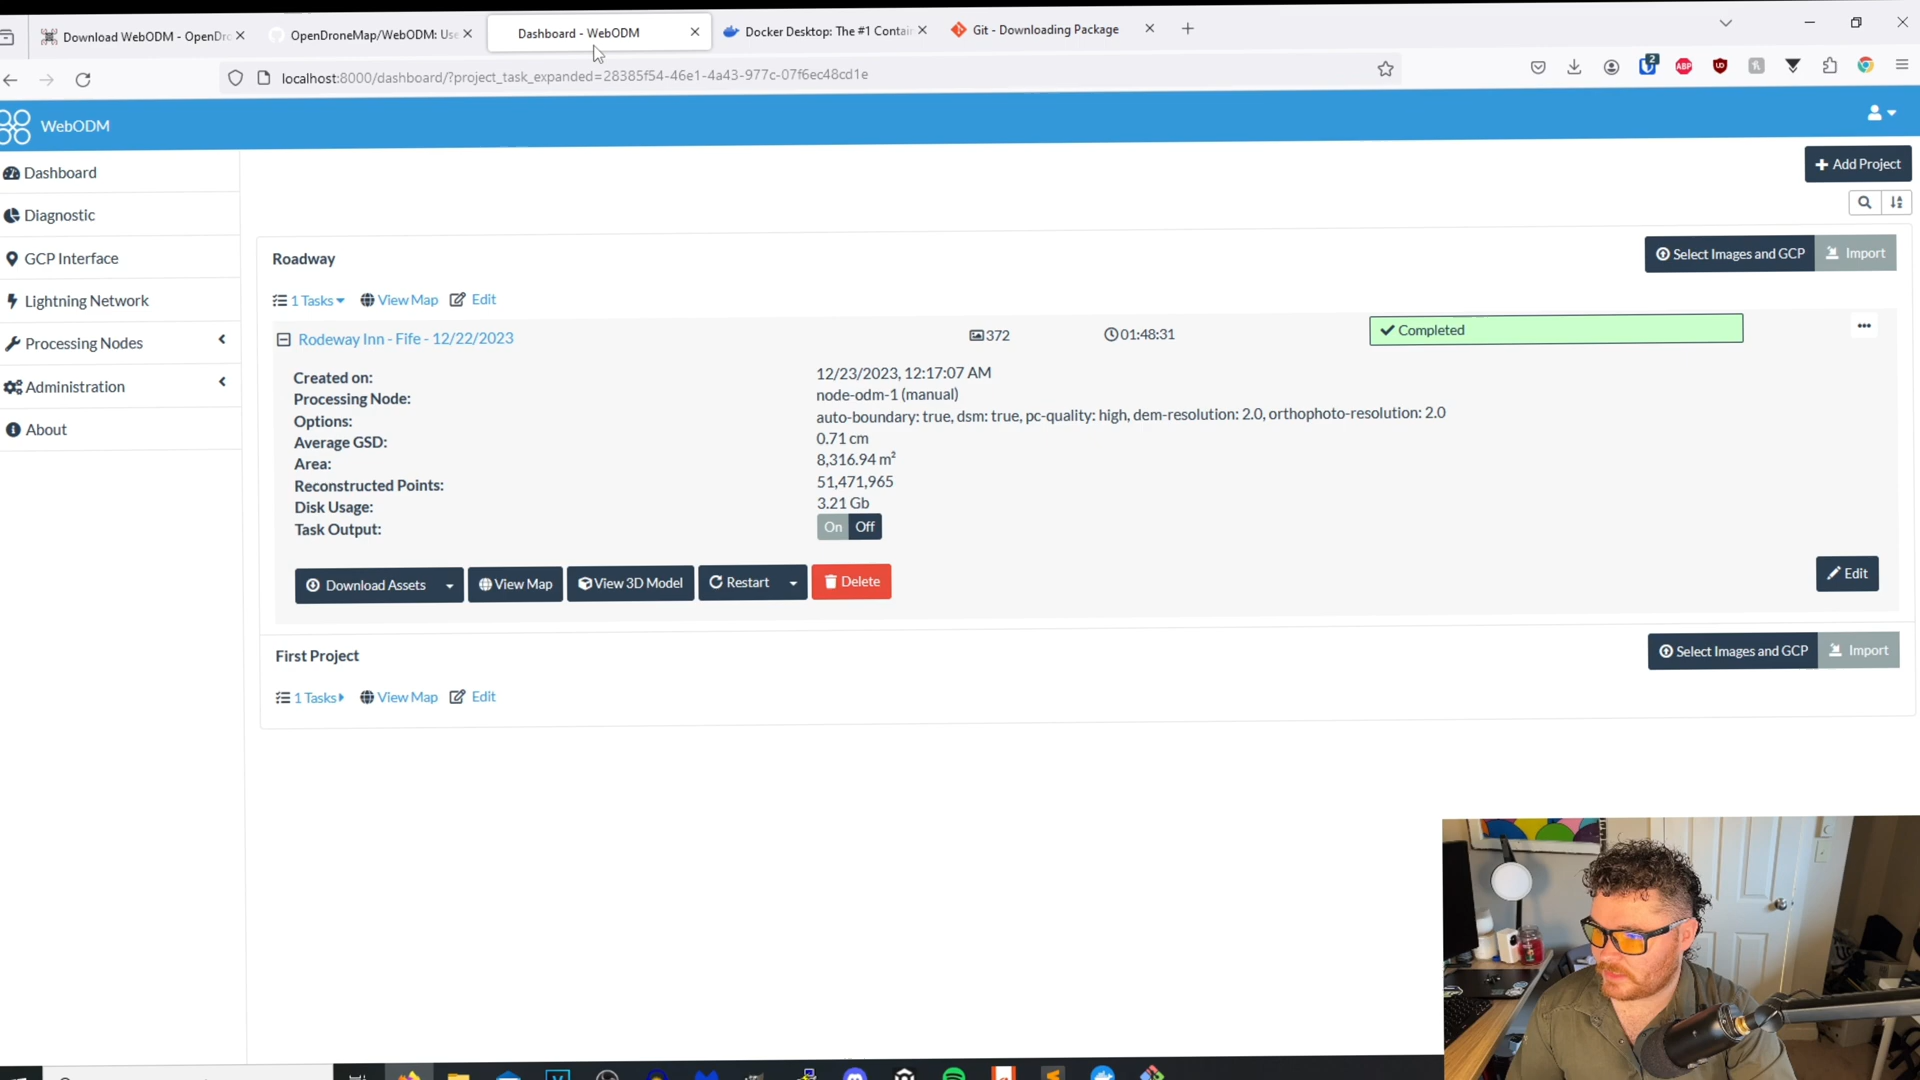 Download WebODM - OpenDr
OpenDroneMap/WebODM: Use
Dashboard - WebODM
Docker Desktop: The #1 Contai
Git - Downloading Package
localhost:8000/dashboard/?project_task_expanded=28385f54-46e1-4a43-977c-07f6ec48cd1e
2
ABP
WebODM
Dashboard
Diagnostic
GCP Interface
Lightning Network
Processing Nodes
Administration
About
Add Project
Roadway
Select Images and GCP
Import
1 Tasks
View Map
Edit
Rodeway Inn - Fife - 12/22/2023
372
01:48:31
Completed
Created on: 12/23/2023, 12:17:07 AM
Processing Node: node-odm-1 (manual)
Options: auto-boundary: true, dsm: true, pc-quality: high, dem-resolution: 2.0, orthophoto-resolution: 2.0
Average GSD: 0.71 cm
Area: 8,316.94 m²
Reconstructed Points: 51,471,965
Disk Usage: 3.21 Gb
Task Output: On Off
Download Assets
View Map
View 3D Model
Restart
Delete
Edit
First Project
Select Images and GCP
Import
1 Tasks
View Map
Edit